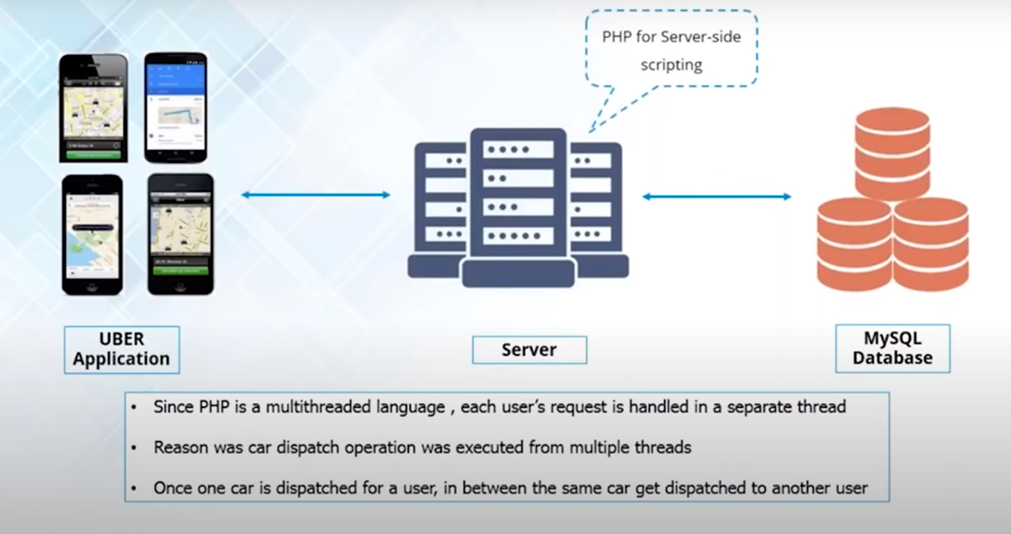 PHP for Server-side
scripting
UBER
Application
Server
MySQL
Database
• Since PHP is a multithreaded language , each user's request is handled in a separate thread
• Reason was car dispatch operation was executed from multiple threads
• Once one car is dispatched for a user, in between the same car get dispatched to another user